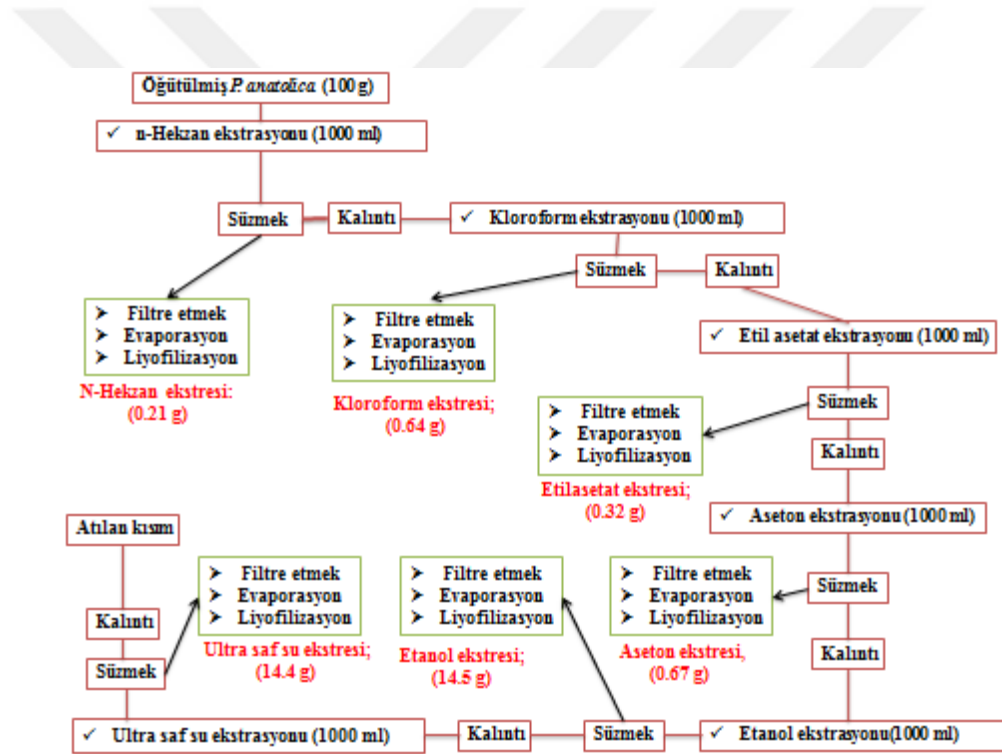 Öğütülmiş P. anatolica (100 g)
✓ n-Hekzan ekstrasyonu (1000 ml)
Süzmek
Kalıntı
✓ Kloroform ekstrasyonu (1000 ml)
➤ Filtre etmek
➤ Evaporasyon
➤ Liyofilizasyon
N-Hekzan ekstresi:
(0.21 g)
Süzmek
Kalıntı
➤ Filtre etmek
➤ Evaporasyon
➤ Liyofilizasyon
Kloroform ekstresi;
(0.64 g)
✓ Etil asetat ekstrasyonu (1000 ml)
Süzmek
➤ Filtre etmek
➤ Evaporasyon
➤ Liyofilizasyon
Etilasetat ekstresi;
(0.32 g)
Kalıntı
✓ Aseton ekstrasyonu (1000 ml)
Süzmek
➤ Filtre etmek
➤ Evaporasyon
➤ Liyofilizasyon
Aseton ekstresi,
(0.67 g)
Kalıntı
✓ Etanol ekstrasyonu(1000 ml)
Süzmek
➤ Filtre etmek
➤ Evaporasyon
➤ Liyofilizasyon
Etanol ekstresi;
(14.5 g)
Kalıntı
✓ Ultra saf su ekstrasyonu (1000 ml)
Süzmek
➤ Filtre etmek
➤ Evaporasyon
➤ Liyofilizasyon
Ultra saf su ekstresi;
(14.4 g)
Kalıntı
Atılan kısım